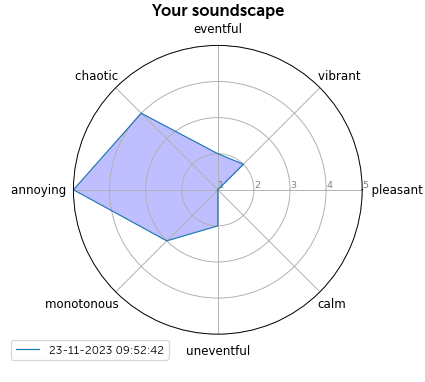 Your soundscape
eventful
chaotic
vibrant
annoying
1 2 3 4 5
pleasant
monotonous
calm
uneventful
23-11-2023 09:52:42